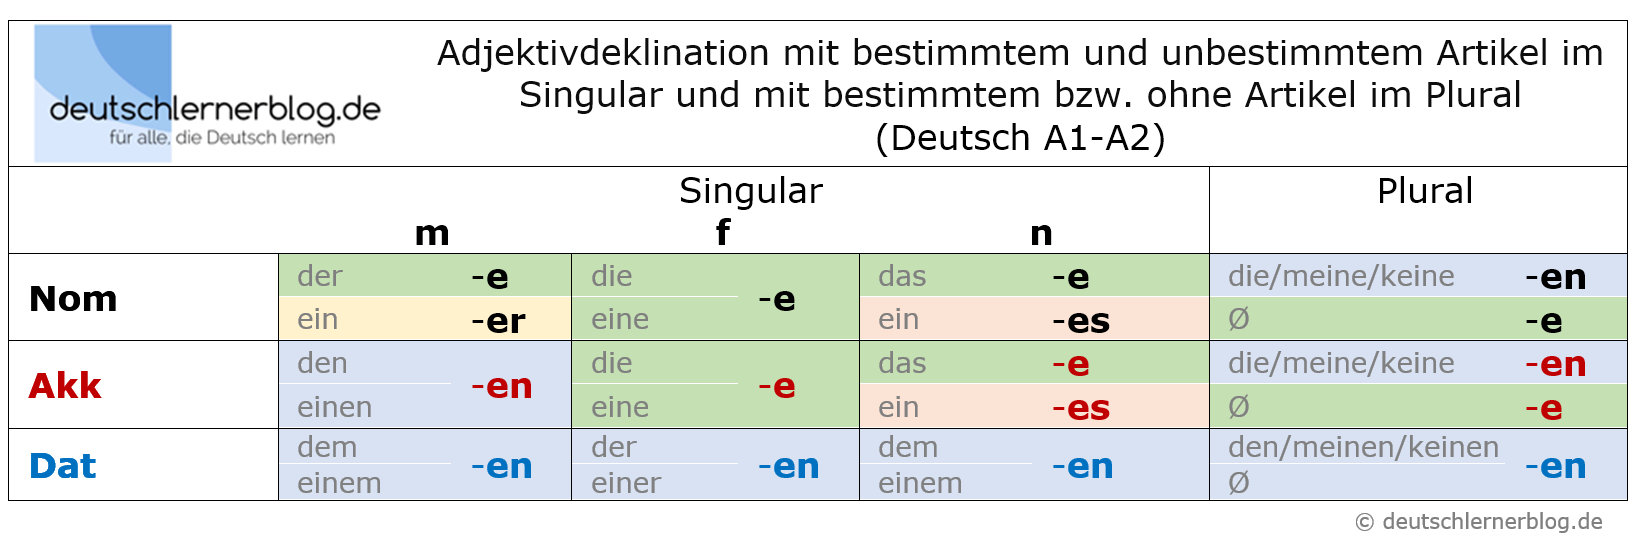 deutschlernerblog.de
für alle, die Deutsch lernen
Adjektivdeklination mit bestimmtem und unbestimmtem Artikel im
Singular und mit bestimmtem bzw. ohne Artikel im Plural
(Deutsch A1-A2)
Singular Plural
m f n
Nom
der -e die -e das -e die/meine/keine -en
ein -er eine ein -es Ø -e
Akk
den -en die -e das -e die/meine/keine -en
einen eine ein -es Ø -e
Dat
dem -en der -en dem -en den/meinen/keinen -en
einem einer einem Ø
© deutschlernerblog.de